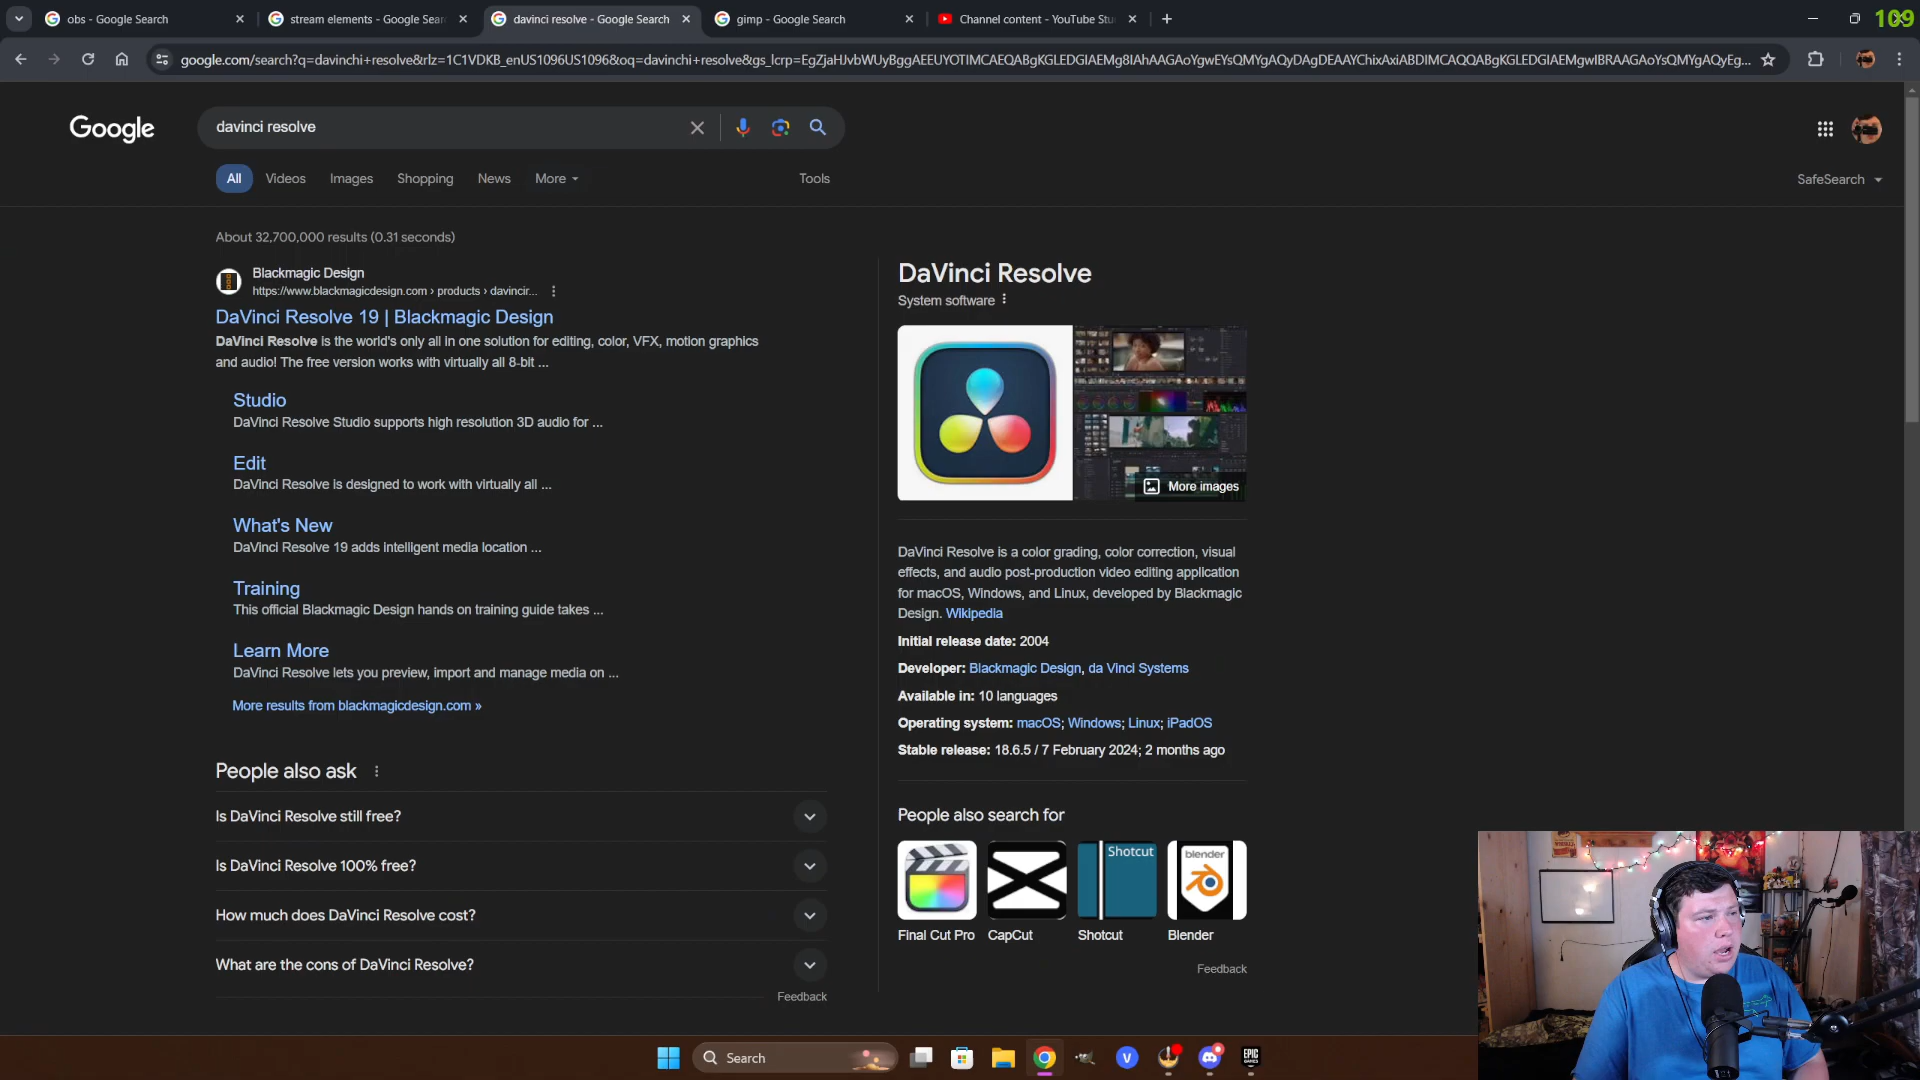 obs - Google Search
stream elements - Google Sear
davinci resolve - Google Search
gimp - Google Search
Channel content - YouTube Stu
109
google.com/search?q=davinchi+resolve&rlz=1C1VDKB_enUS1096US1096&oq=davinchi+resolve&gs_lcrp=EgZjaHJvbWUyBggAEEUYOTIMCAEQABgKGLEDGIAEMg8IAhAAGAoYgwEYsQMYgAQyDAgDEAAYChixAxiABDIMCAQQABgKGLEDGIAEMgwIBRAAGAoYsQMYgAQyEg...
Google
davinci resolve
All
Videos
Images
Shopping
News
More
Tools
SafeSearch
About 32,700,000 results (0.31 seconds)
Blackmagic Design
https://www.blackmagicdesign.com › products › davincir...
DaVinci Resolve 19 | Blackmagic Design
DaVinci Resolve is the world's only all in one solution for editing, color, VFX, motion graphics
and audio! The free version works with virtually all 8-bit ...
Studio
DaVinci Resolve Studio supports high resolution 3D audio for ...
Edit
DaVinci Resolve is designed to work with virtually all ...
What's New
DaVinci Resolve 19 adds intelligent media location ...
Training
This official Blackmagic Design hands on training guide takes ...
Learn More
DaVinci Resolve lets you preview, import and manage media on ...
More results from blackmagicdesign.com »
People also ask
Is DaVinci Resolve still free?
Is DaVinci Resolve 100% free?
How much does DaVinci Resolve cost?
What are the cons of DaVinci Resolve?
Feedback
DaVinci Resolve
System software
More images
DaVinci Resolve is a color grading, color correction, visual
effects, and audio post-production video editing application
for macOS, Windows, and Linux, developed by Blackmagic
Design. Wikipedia
Initial release date: 2004
Developer: Blackmagic Design, da Vinci Systems
Available in: 10 languages
Operating system: macOS; Windows; Linux; iPadOS
Stable release: 18.6.5 / 7 February 2024; 2 months ago
People also search for
Shotcut
blender
Final Cut Pro
CapCut
Shotcut
Blender
Feedback
Search
V
EPIC
GAMES